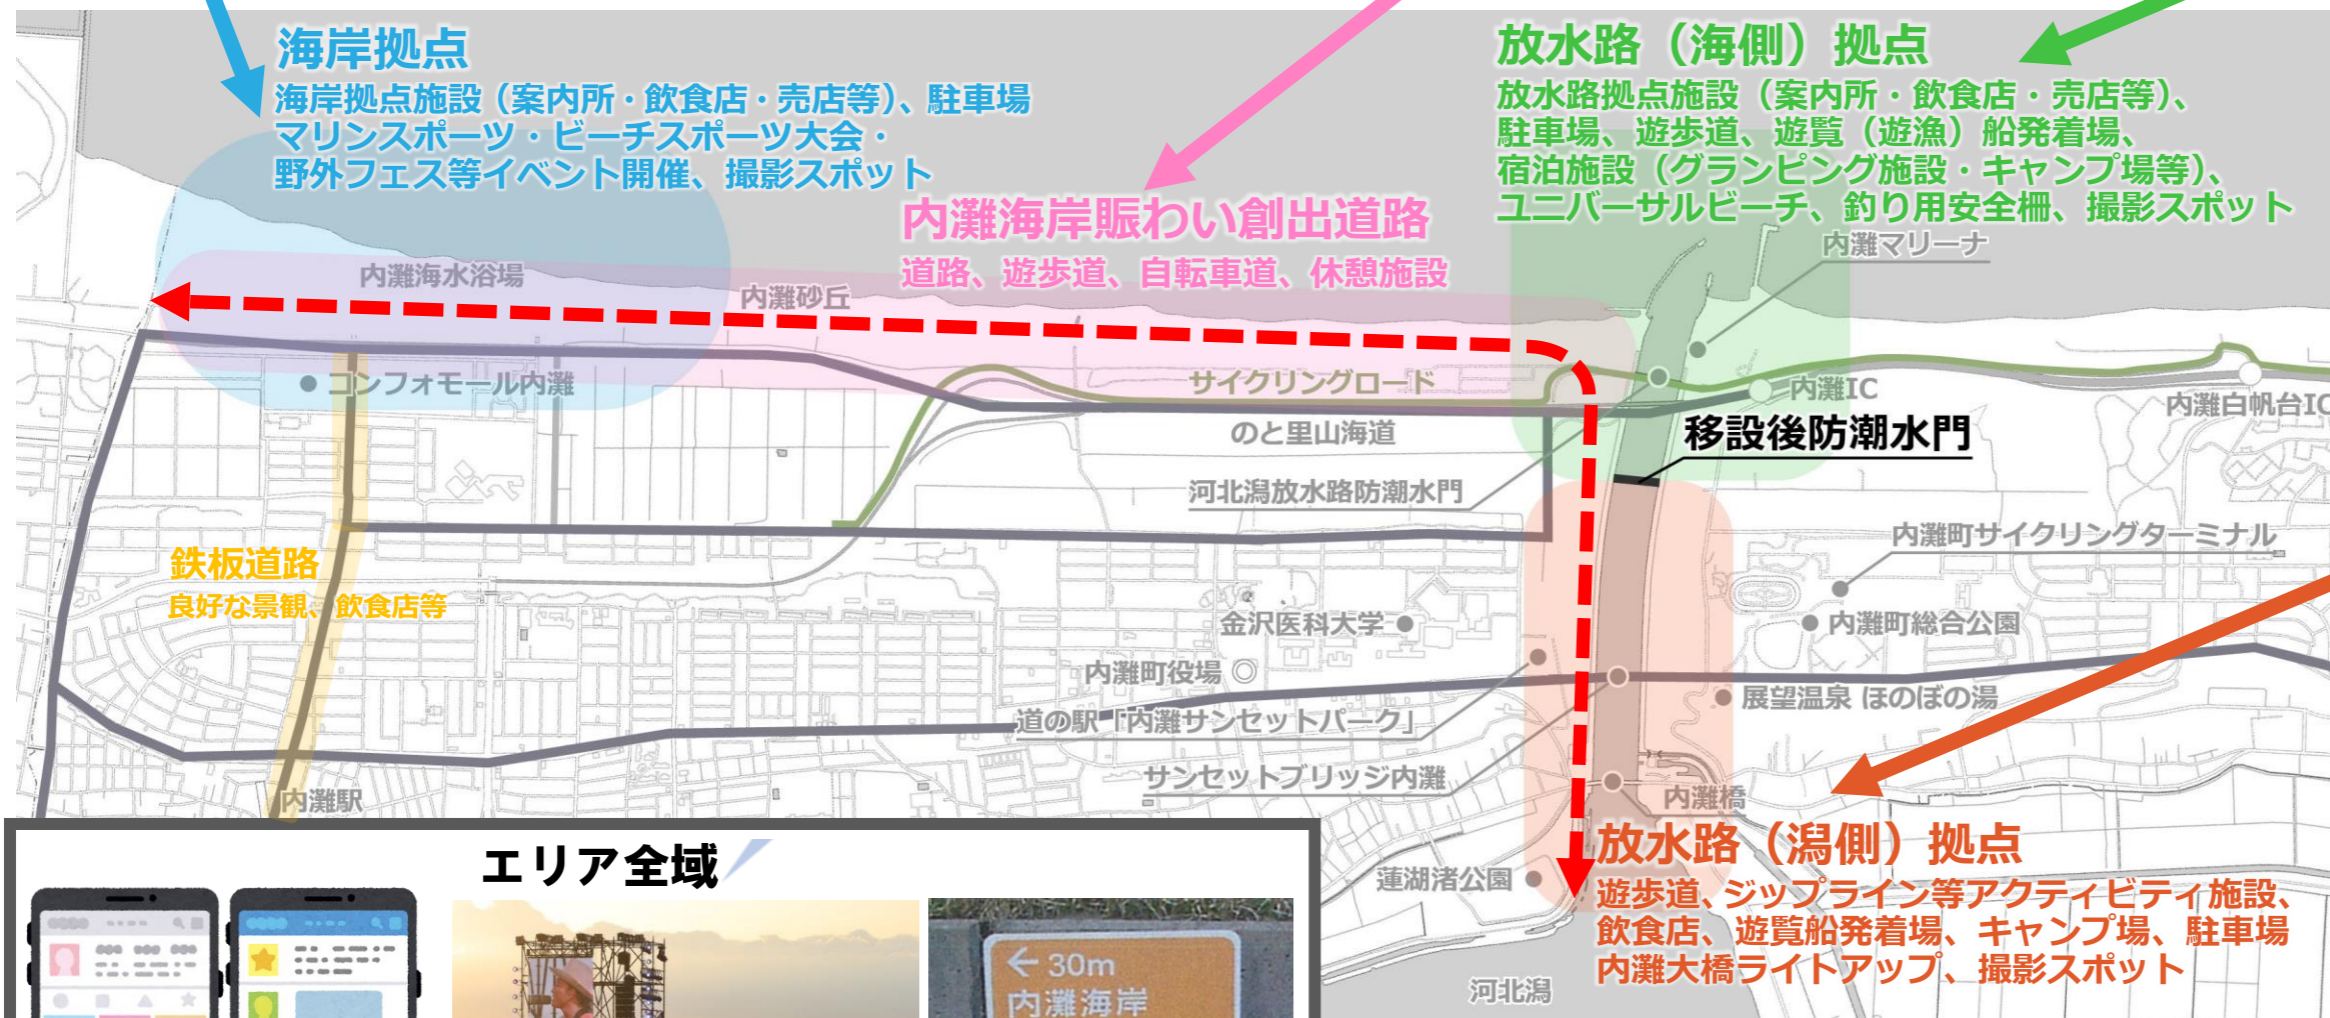 海岸拠点
海岸拠点施設（案内所・飲食店・売店等）、駐車場
マリンスポーツ・ビーチスポーツ大会・
野外フェス等イベント開催、撮影スポット
放水路（海側）拠点
放水路拠点施設（案内所・飲食店・売店等）、
駐車場、遊歩道、遊覧（遊漁）船発着場、
宿泊施設（グランピング施設・キャンプ場等）、
ユニバーサルビーチ、釣り用安全柵、撮影スポット
内灘海岸賑わい創出道路
道路、遊歩道、自転車道、休憩施設
内灘マリーナ
内灘海水浴場
内灘砂丘
コンフォモール内灘
サイクリングロード
内灘IC
内灘白帆台IC
のと里山海道
移設後防潮水門
河北潟放水路防潮水門
内灘町サイクリングターミナル
鉄板道路
良好な景観、飲食店等
金沢医科大学
内灘町総合公園
内灘町役場
展望温泉 ほのぼの湯
道の駅「内灘サンセットパーク」
サンセットブリッジ内灘
内灘駅
内灘橋
放水路（潟側）拠点
遊歩道、ジップライン等アクティビティ施設、
飲食店、遊覧船発着場、キャンプ場、駐車場
内灘大橋ライトアップ、撮影スポット
蓮湖渚公園
河北潟
エリア全域
←30m
内灘海岸